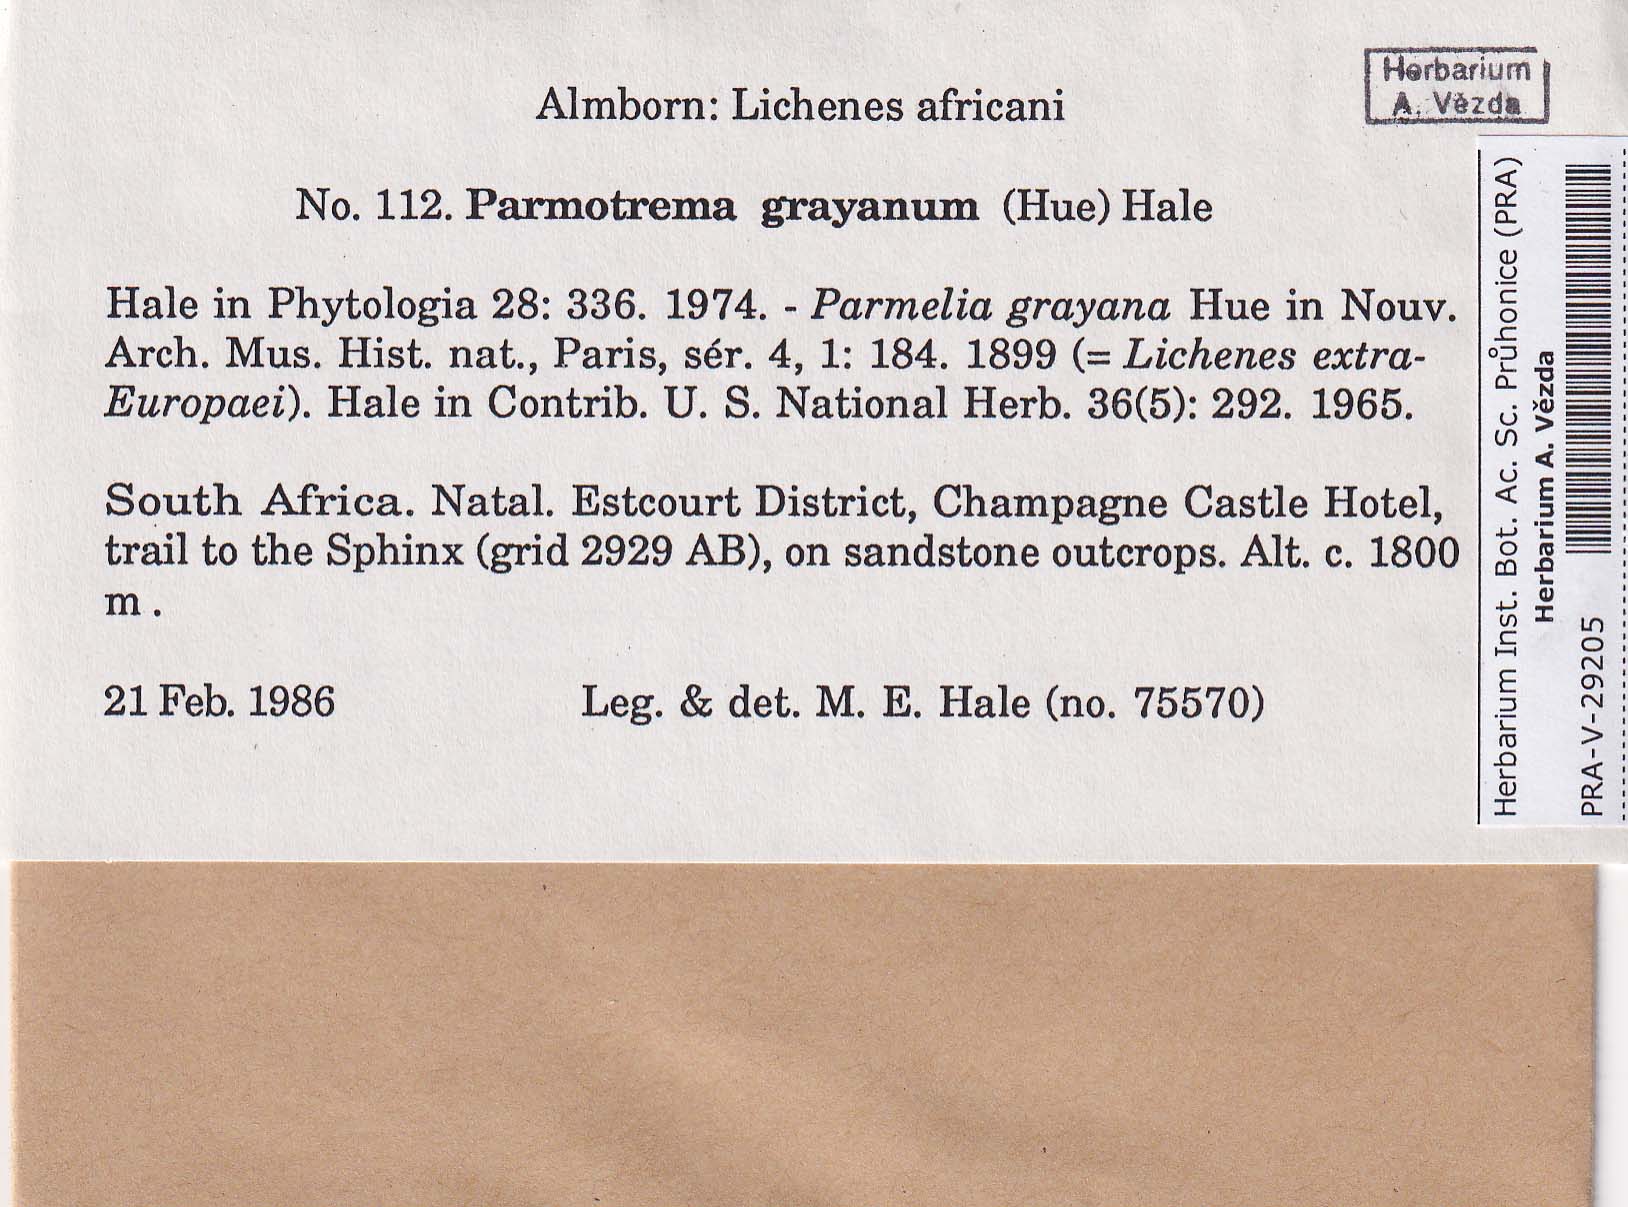 Herbarium
A. Vězda
Almborn: Lichenes africani
No. 112. Parmotrema grayanum (Hue) Hale
Hale in Phytologia 28: 336. 1974. - Parmelia grayana Hue in Nouv.
Arch. Mus. Hist. nat., Paris, sér. 4, 1: 184. 1899 (= Lichenes extra-
Europaei). Hale in Contrib. U. S. National Herb. 36(5): 292. 1965.
South Africa. Natal. Estcourt District, Champagne Castle Hotel,
trail to the Sphinx (grid 2929 AB), on sandstone outcrops. Alt. c. 1800
m .
21 Feb. 1986 Leg. & det. M. E. Hale (no. 75570)
Herbarium Inst. Bot. Ac. Sc. Průhonice (PRA)
Herbarium A. Vězda
PRA-V-29205